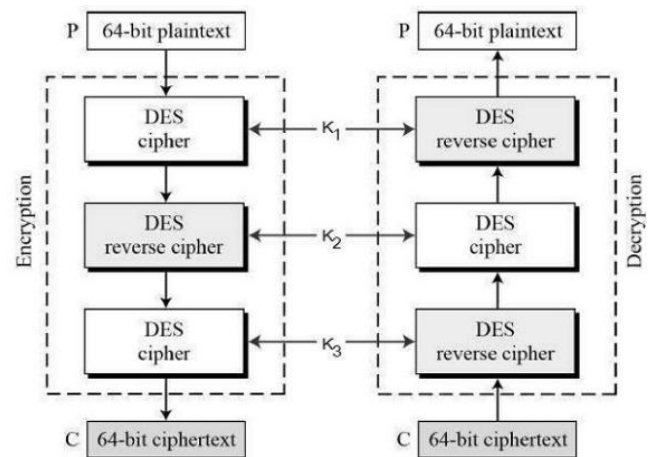 P 64-bit plaintext
P 64-bit plaintext
DES
cipher
K1
DES
reverse cipher
Encryption
DES
reverse cipher
K2
DES
cipher
Decryption
DES
cipher
K3
DES
reverse cipher
C 64-bit ciphertext
C 64-bit ciphertext